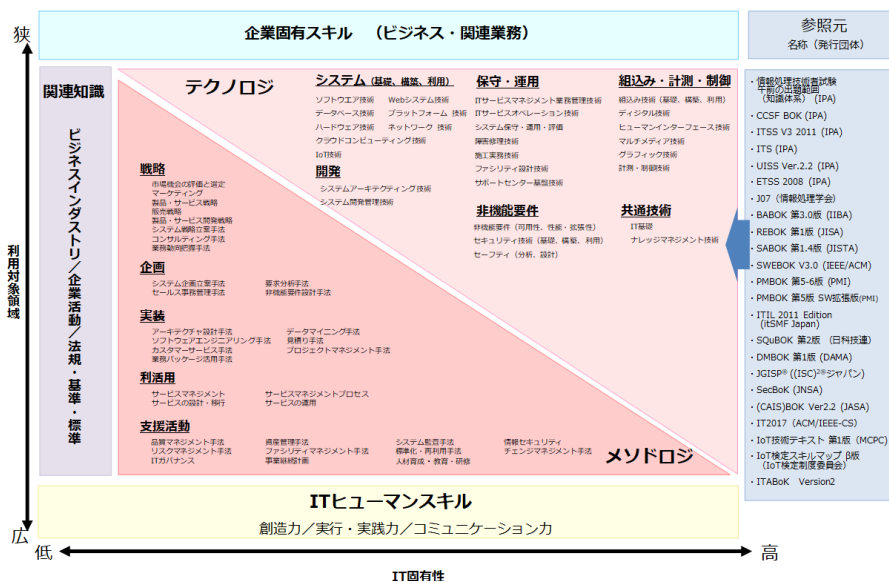 狭
企業固有スキル （ビジネス・関連業務）
参照元
名称（発行団体）
関連知識
ビジネスインダストリ／企業活動／法規・基準・標準
利用対象領域
テクノロジ
システム（基礎、構築、利用）
ソフトウエア技術 Webシステム技術
データベース技術 プラットフォーム 技術
ハードウェア技術 ネットワーク 技術
クラウドコンピューティング技術
IoT技術
開発
システムアーキテクティング技術
システム開発管理技術
保守・運用
ITサービスマネジメント業務管理技術
ITサービスオペレーション技術
システム保守・運用・評価
障害修理技術
施工実務技術
ファシリティ設計技術
サポートセンター基盤技術
非機能要件
非機能要件（可用性、性能・拡張性）
セキュリティ技術（基礎、構築、利用）
セーフティ（分析、設計）
組込み・計測・制御
組込み技術（基礎、構築、利用）
ディジタル技術
ヒューマンインターフェース技術
マルチメディア技術
グラフィック技術
計測・制御技術
共通技術
IT基礎
ナレッジマネジメント技術
戦略
市場機会の評価と選定
マーケティング
製品・サービス戦略
販売戦略
製品・サービス開発戦略
システム戦略立案手法
コンサルティング手法
業務動向把握手法
企画
システム企画立案手法 要求分析手法
セールス事務管理手法 非機能要件設計手法
実装
アーキテクチャ設計手法 データマイニング手法
ソフトウェアエンジニアリング手法 見積り手法
カスタマーサービス手法 プロジェクトマネジメント手法
業務パッケージ活用手法
利活用
サービスマネジメント サービスマネジメントプロセス
サービスの設計・移行 サービスの運用
支援活動
品質マネジメント手法 資産管理手法 システム監査手法 情報セキュリティ
リスクマネジメント手法 ファシリティマネジメント手法 標準化・再利用手法 チェンジマネジメント手法
ITガバナンス 事業継続計画 人材育成・教育・研修
メソドロジ
・情報処理技術者試験
午前の出題範囲
（知識体系）(IPA)
・CCSF BOK (IPA)
・ITSS V3 2011 (IPA)
・ITS (IPA)
・UISS Ver.2.2 (IPA)
・ETSS 2008 (IPA)
・J07（情報処理学会）
・BABOK 第3.0版 (IIBA)
・REBOK 第1版 (JISA)
・SABOK 第1.4版 (JISTA)
・SWEBOK V3.0 (IEEE/ACM)
・PMBOK 第5-6版 (PMI)
・PMBOK 第5版 SW拡張版(PMI)
・ITIL 2011 Edition
(itSMF Japan)
・SQuBOK 第2版 （日科技連）
・DMBOK 第1版 (DAMA)
・JGISP® ((ISC)²®ジャパン)
・SecBoK (JNSA)
・(CAIS)BOK Ver2.2 (JASA)
・IT2017（ACM/IEEE-CS）
・IoT技術テキスト 第1版（MCPC）
・IoT検定スキルマップ β版
（IoT検定制度委員会）
・ITABoK Version2
ITヒューマンスキル
創造力／実行・実践力／コミュニケーション力
広
低
高
IT固有性